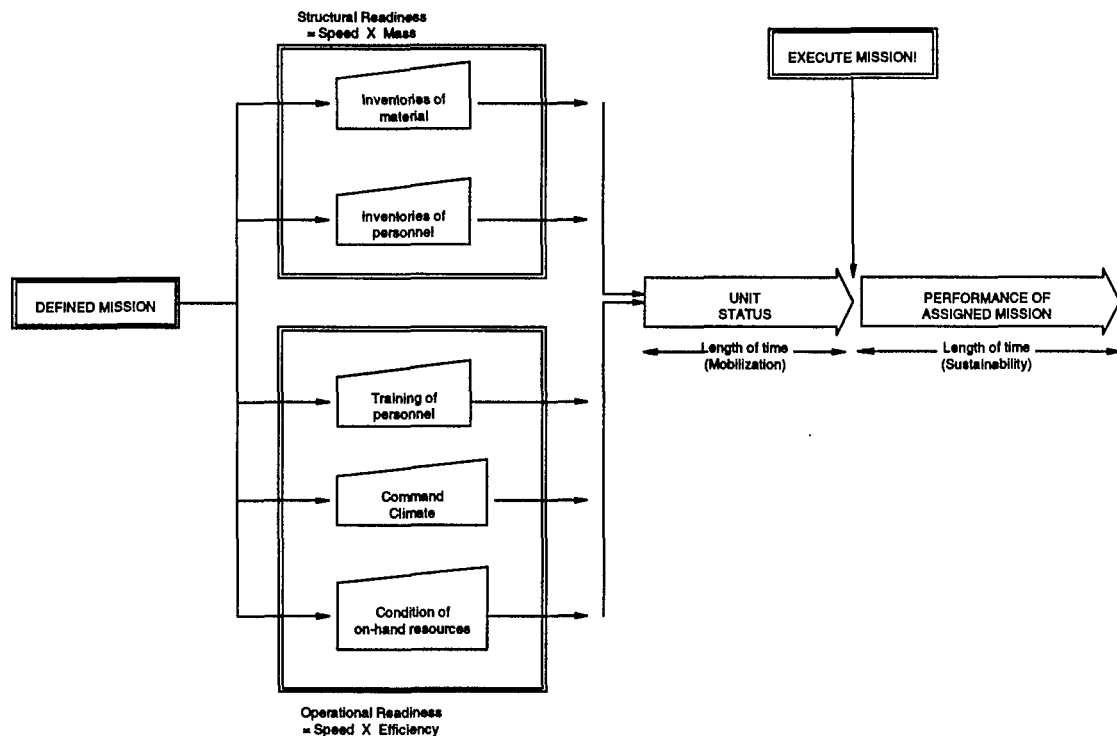 Structural Readiness
= Speed X Mass
EXECUTE MISSION!
Inventories of
material
Inventories of
personnel
DEFINED MISSION
UNIT
STATUS
PERFORMANCE OF
ASSIGNED MISSION
Length of time
(Mobilization)
Length of time
(Sustainability)
Training of
personnel
Command
Climate
Condition of
on-hand resources
Operational Readiness
= Speed X Efficiency